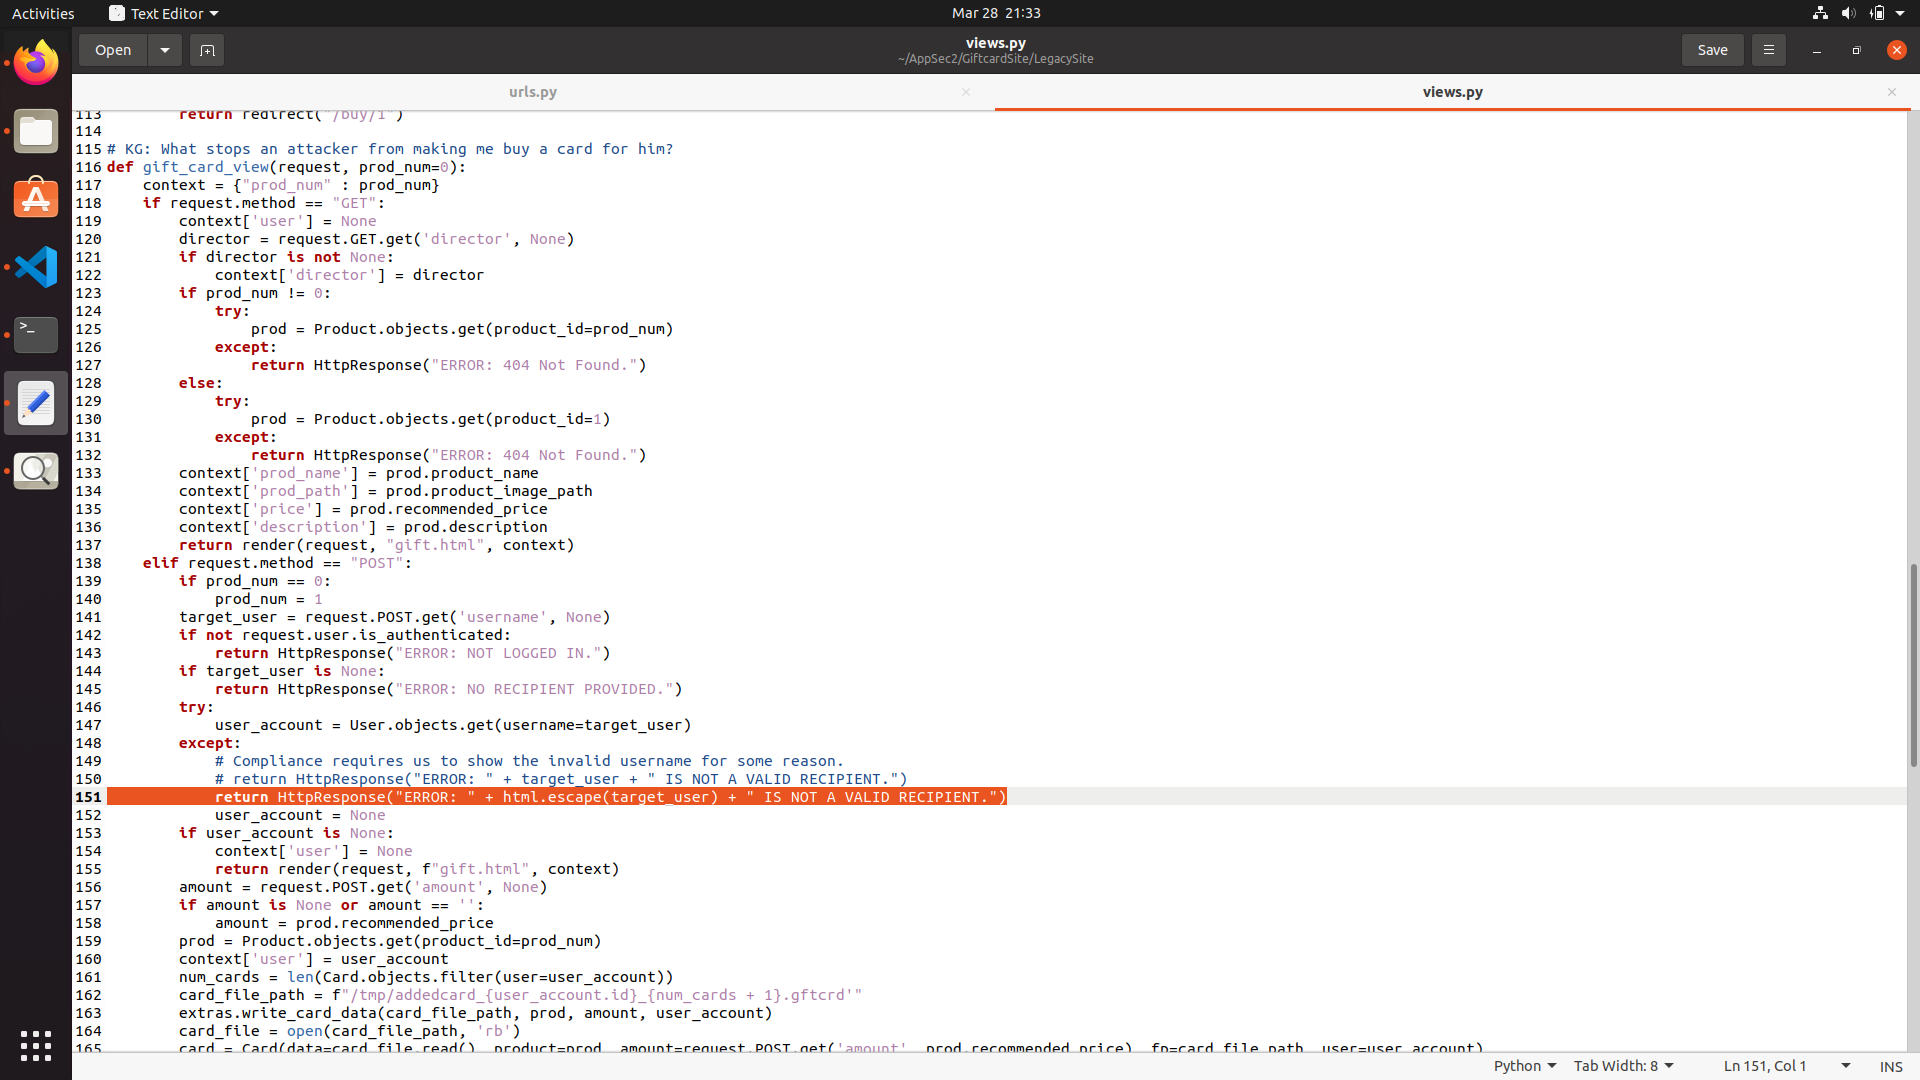 Activities Text Editor Mar 28 21:33
Open views.py Save
~/AppSec2/GiftcardSite/LegacySite
urls.py views.py
113         return redirect("/buy/1")
114
115 # KG: What stops an attacker from making me buy a card for him?
116 def gift_card_view(request, prod_num=0):
117     context = {"prod_num" : prod_num}
118     if request.method == "GET":
119         context['user'] = None
120         director = request.GET.get('director', None)
121         if director is not None:
122             context['director'] = director
123         if prod_num != 0:
124             try:
125                 prod = Product.objects.get(product_id=prod_num)
126             except:
127                 return HttpResponse("ERROR: 404 Not Found.")
128         else:
129             try:
130                 prod = Product.objects.get(product_id=1)
131             except:
132                 return HttpResponse("ERROR: 404 Not Found.")
133         context['prod_name'] = prod.product_name
134         context['prod_path'] = prod.product_image_path
135         context['price'] = prod.recommended_price
136         context['description'] = prod.description
137         return render(request, "gift.html", context)
138     elif request.method == "POST":
139         if prod_num == 0:
140             prod_num = 1
141         target_user = request.POST.get('username', None)
142         if not request.user.is_authenticated:
143             return HttpResponse("ERROR: NOT LOGGED IN.")
144         if target_user is None:
145             return HttpResponse("ERROR: NO RECIPIENT PROVIDED.")
146         try:
147             user_account = User.objects.get(username=target_user)
148         except:
149             # Compliance requires us to show the invalid username for some reason.
150             # return HttpResponse("ERROR: " + target_user + " IS NOT A VALID RECIPIENT.")
151             return HttpResponse("ERROR: " + html.escape(target_user) + " IS NOT A VALID RECIPIENT.")
152             user_account = None
153         if user_account is None:
154             context['user'] = None
155             return render(request, f"gift.html", context)
156         amount = request.POST.get('amount', None)
157         if amount is None or amount == '':
158             amount = prod.recommended_price
159         prod = Product.objects.get(product_id=prod_num)
160         context['user'] = user_account
161         num_cards = len(Card.objects.filter(user=user_account))
162         card_file_path = f"/tmp/addedcard_{user_account.id}_{num_cards + 1}.gftcrd'"
163         extras.write_card_data(card_file_path, prod, amount, user_account)
164         card_file = open(card_file_path, 'rb')
165         card = Card(data=card_file.read(), product=prod, amount=request.POST.get('amount', prod.recommended_price), fp=card_file_path, user=user_account)
Python Tab Width: 8 Ln 151, Col 1 INS